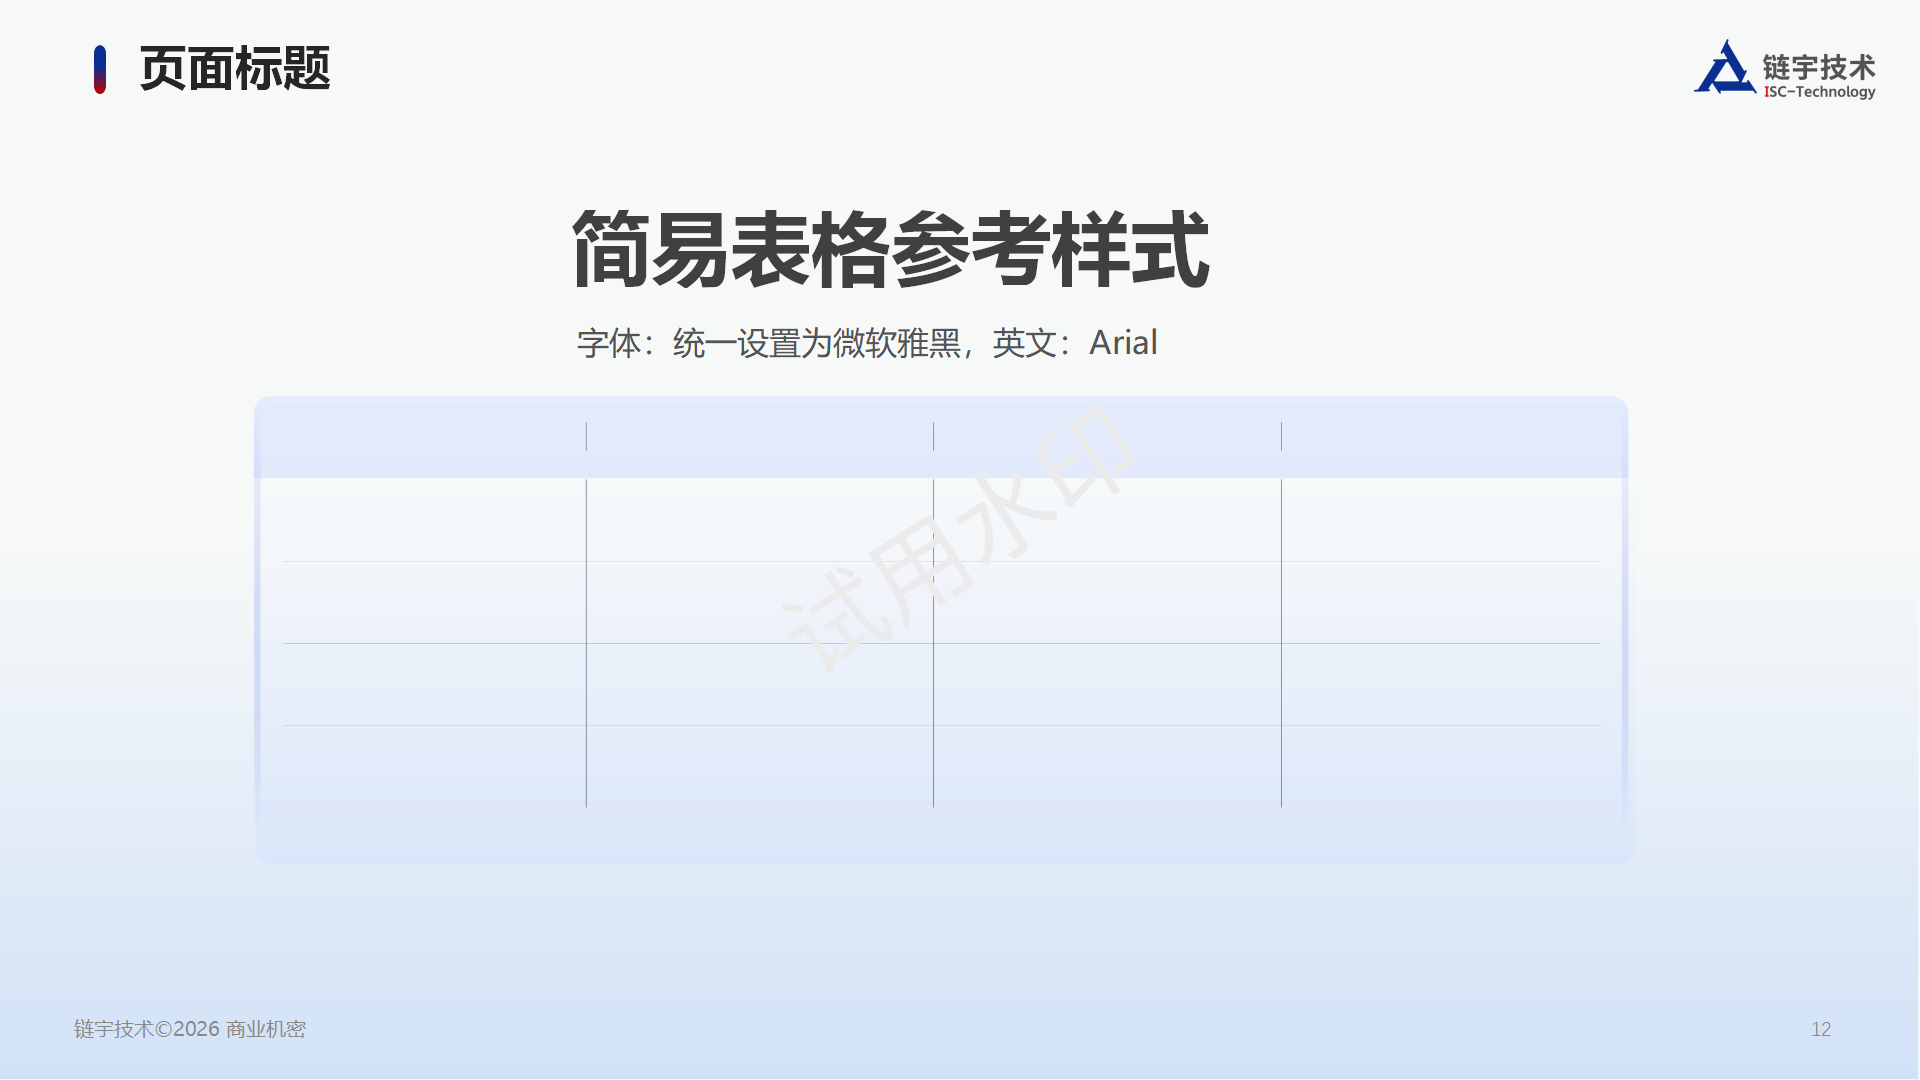 页面标题
链宇技术
ISC-Technology
简易表格参考样式
字体：统一设置为微软雅黑，英文：Arial
试用水印
链宇技术©2026 商业机密
12